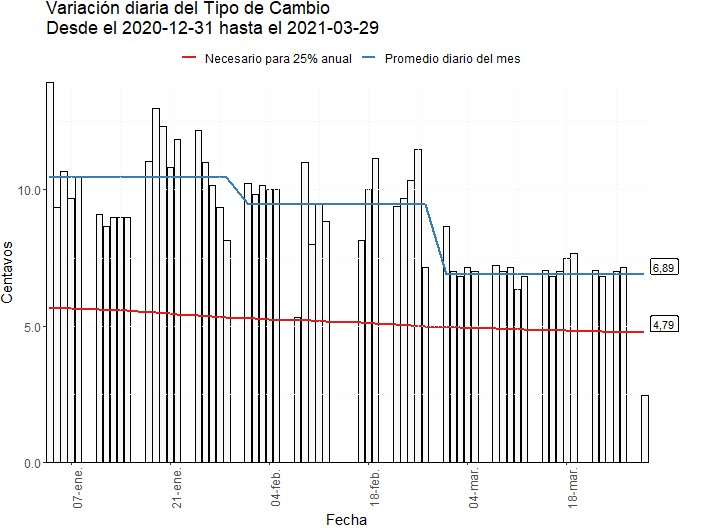 Variación diaria del Tipo de Cambio
Desde el 2020-12-31 hasta el 2021-03-29
Necesario para 25% anual
Promedio diario del mes
Centavos
10.0
5.0
0.0
6,89
4,79
07-ene.
21-ene.
04-feb.
18-feb.
04-mar.
18-mar.
Fecha